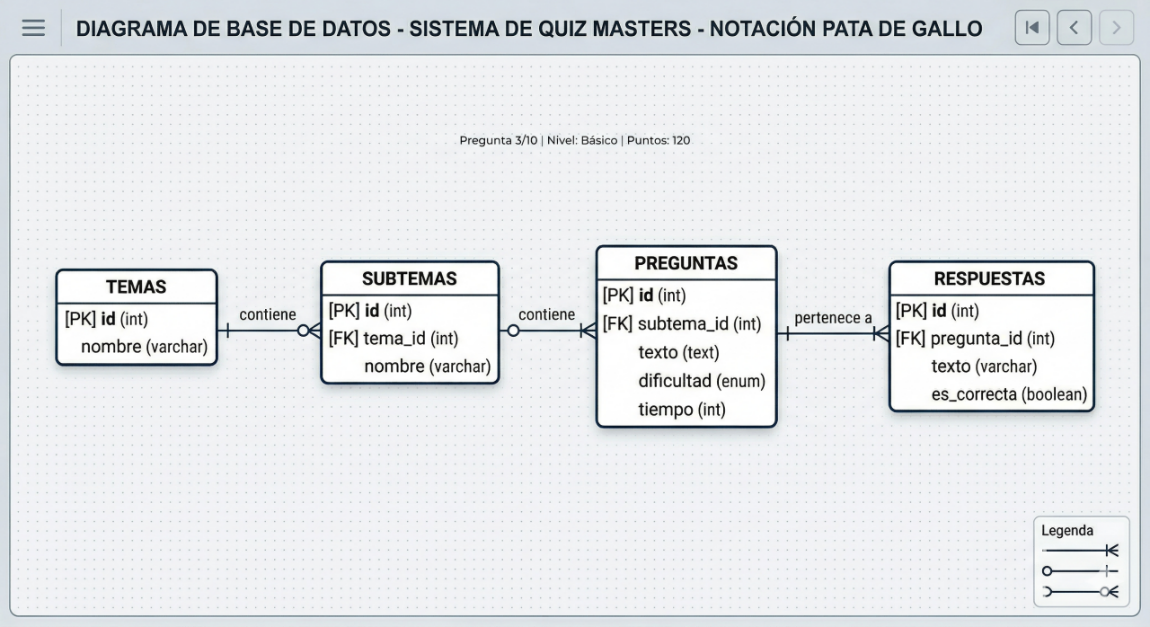 DIAGRAMA DE BASE DE DATOS - SISTEMA DE QUIZ MASTERS - NOTACIÓN PATA DE GALLO
Pregunta 3/10 | Nivel: Básico | Puntos: 120
TEMAS
[PK] id (int)
nombre (varchar)
contiene
SUBTEMAS
[PK] id (int)
[FK] tema_id (int)
nombre (varchar)
contiene
PREGUNTAS
[PK] id (int)
[FK] subtema_id (int)
texto (text)
dificultad (enum)
tiempo (int)
pertenece a
RESPUESTAS
[PK] id (int)
[FK] pregunta_id (int)
texto (varchar)
es_correcta (boolean)
Legenda